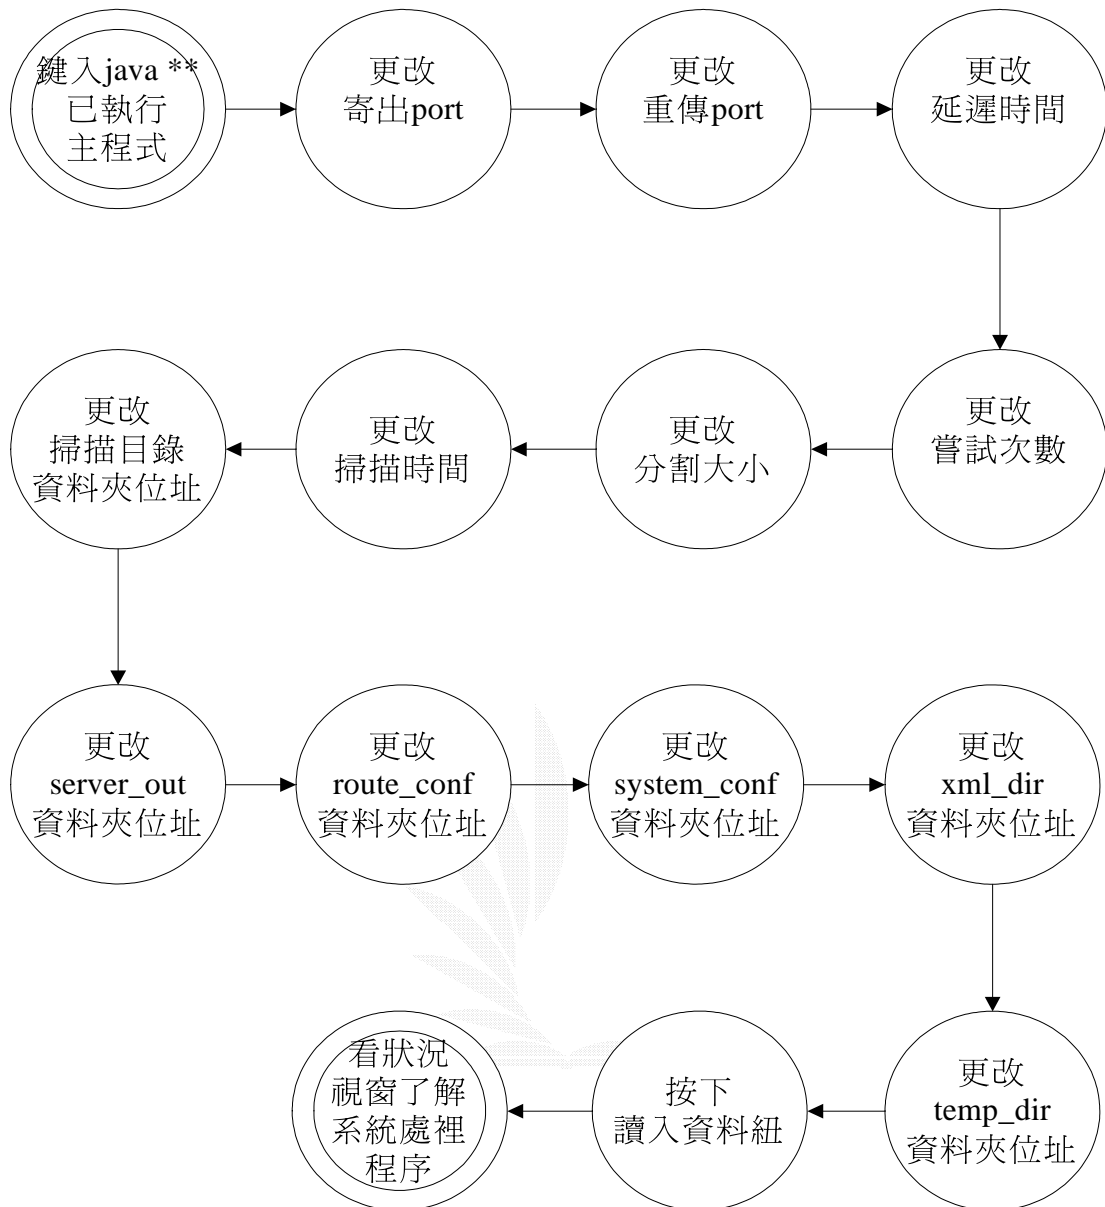 鍵入java **
已執行
主程式
更改
寄出port
更改
重傳port
更改
延遲時間
更改
嘗試次數
更改
分割大小
更改
掃描時間
更改
掃描目錄
資料夾位址
更改
server_out
資料夾位址
更改
route_conf
資料夾位址
更改
system_conf
資料夾位址
更改
xml_dir
資料夾位址
更改
temp_dir
資料夾位址
按下
讀入資料紐
看狀況
視窗了解
系統處裡
程序